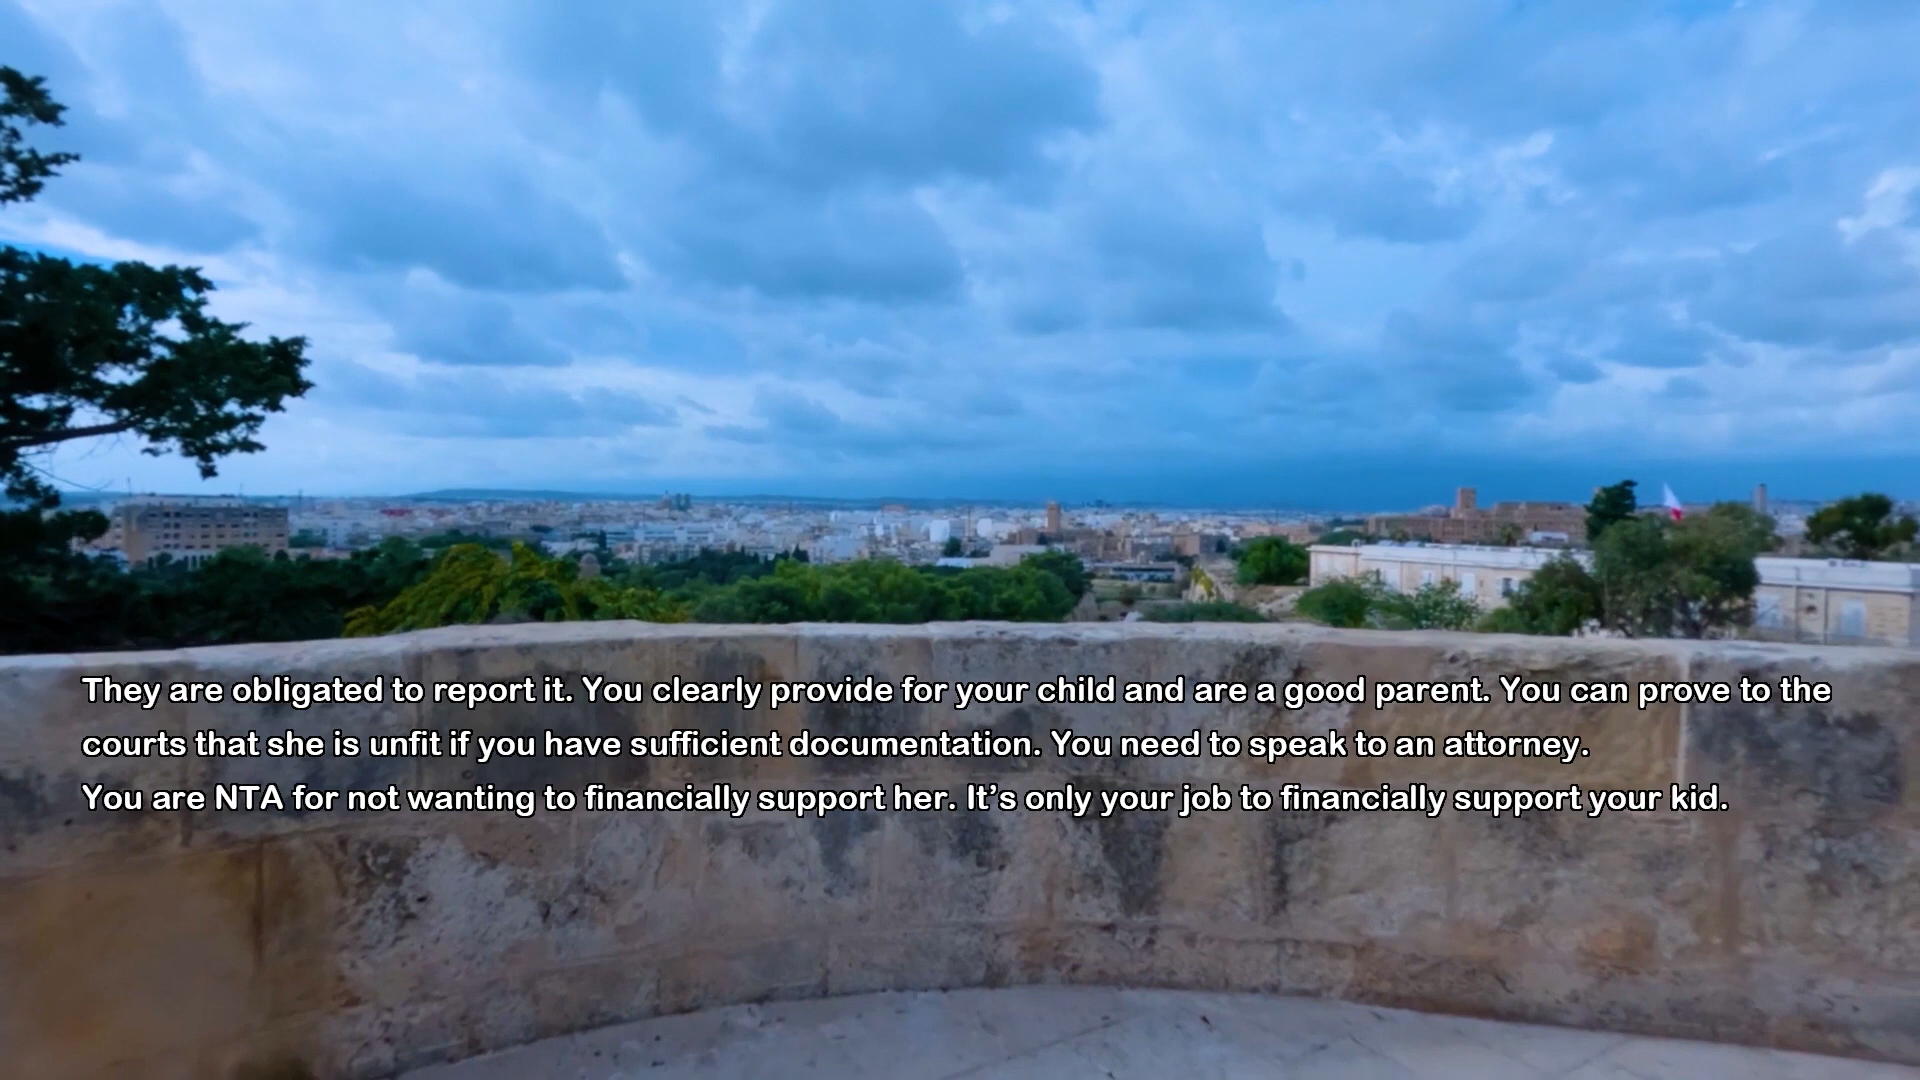 They are obligated to report it. You clearly provide for your child and are a good parent. You can prove to the
courts that she is unfit if you have sufficient documentation. You need to speak to an attorney.
You are NTA for not wanting to financially support her. It’s only your job to financially support your kid.